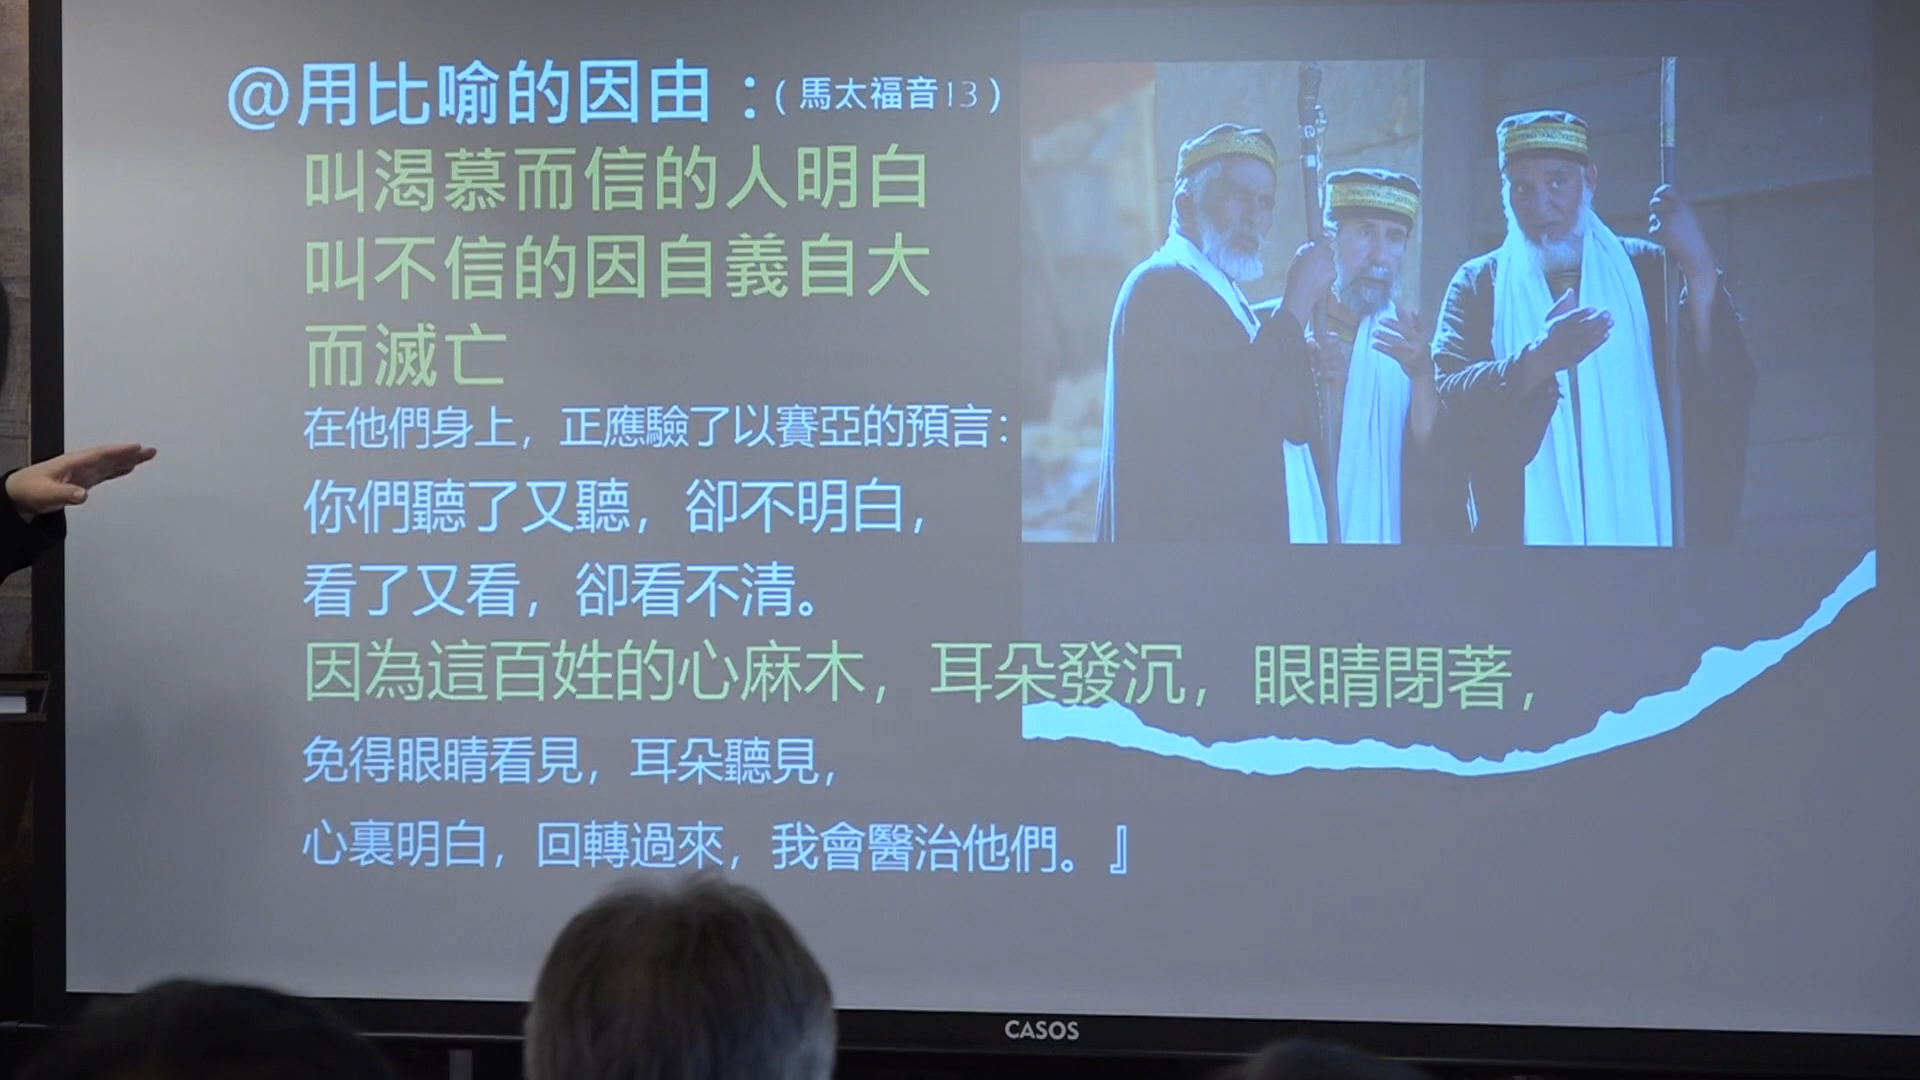 @用比喻的因由：(馬太福音13)
叫渴慕而信的人明白
叫不信的因自義自大
而滅亡
在他們身上，正應驗了以賽亞的預言：
你們聽了又聽，卻不明白，
看了又看，卻看不清。
因為這百姓的心麻木，耳朵發沉，眼睛閉著，
免得眼睛看見，耳朵聽見，
心裏明白，回轉過來，我會醫治他們。』
CASOS